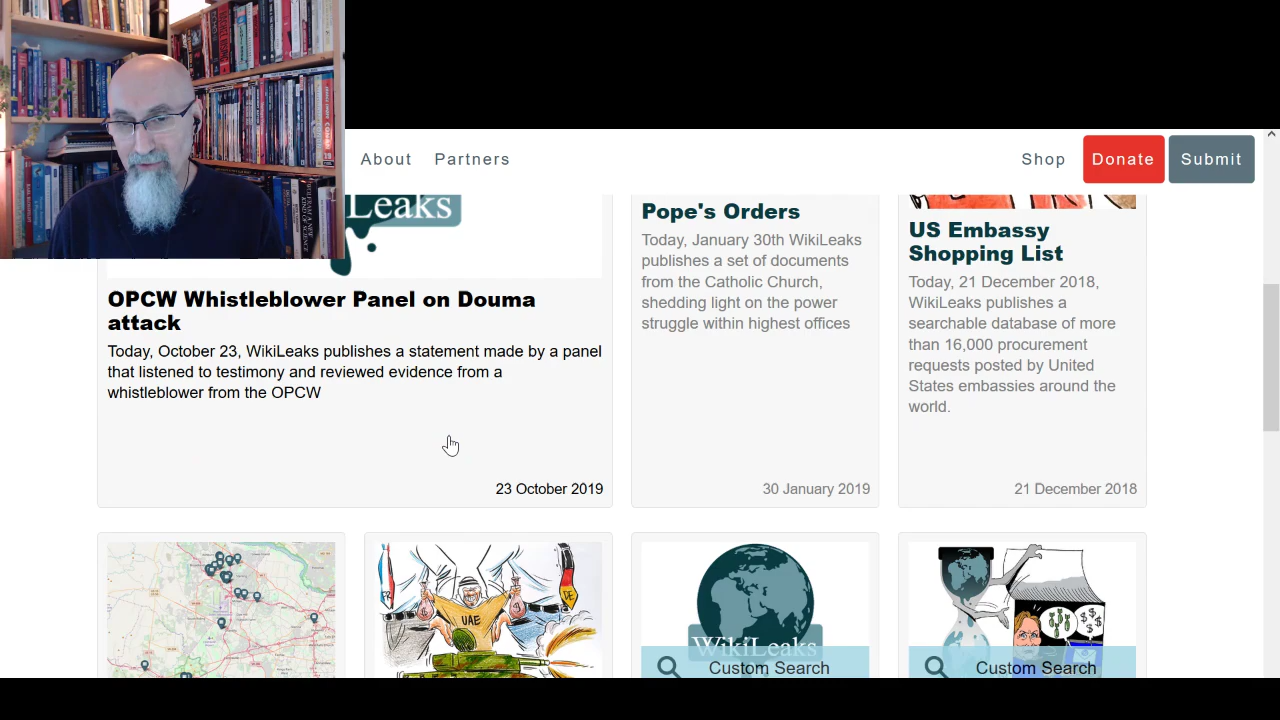 About
Partners
Shop
Donate
Submit
Leaks
OPCW Whistleblower Panel on Douma
attack
Today, October 23, WikiLeaks publishes a statement made by a panel
that listened to testimony and reviewed evidence from a
whistleblower from the OPCW
23 October 2019
Pope's Orders
Today, January 30th WikiLeaks
publishes a set of documents
from the Catholic Church,
shedding light on the power
struggle within highest offices
30 January 2019
US Embassy
Shopping List
Today, 21 December 2018,
WikiLeaks publishes a
searchable database of more
than 16,000 procurement
requests posted by United
States embassies around the
world.
21 December 2018
UAE
DE
WikiLeaks
Custom Search
$ $
$
Custom Search